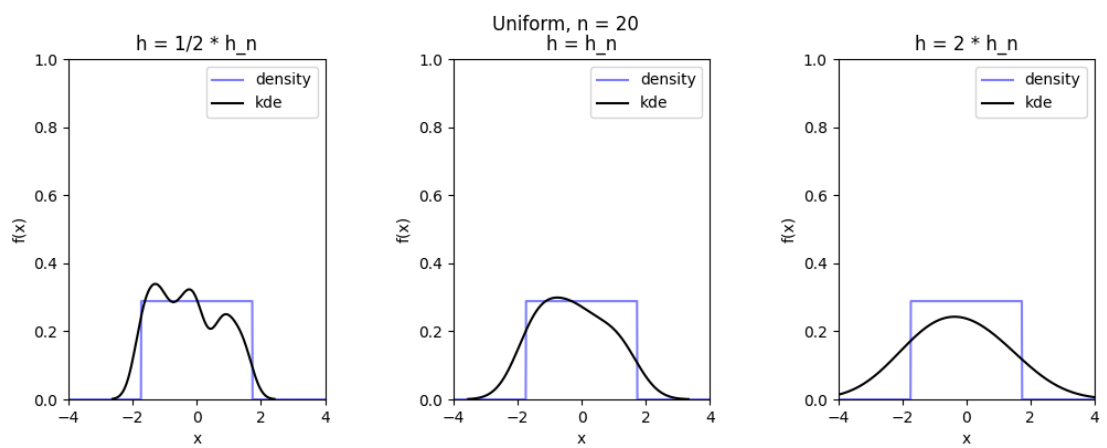 Uniform, n = 20
h = 1/2 * h_n
1.0
0.8
0.6
0.4
0.2
0.0
f(x)
−4
−2
0
2
4
x
density
kde
h = h_n
1.0
0.8
0.6
0.4
0.2
0.0
f(x)
−4
−2
0
2
4
x
density
kde
h = 2 * h_n
1.0
0.8
0.6
0.4
0.2
0.0
f(x)
−4
−2
0
2
4
x
density
kde